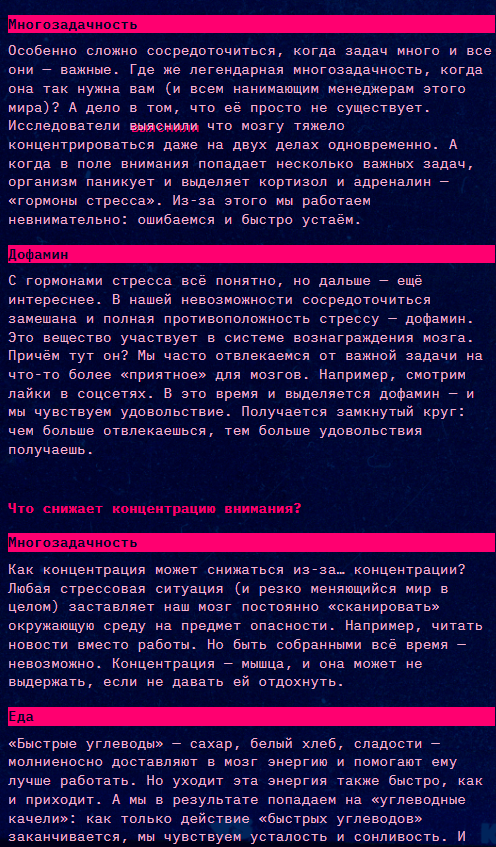 Многозадачность
Особенно сложно сосредоточиться, когда задач много и все
они — важные. Где же легендарная многозадачность, когда
она так нужна вам (и всем нанимающим менеджерам этого
мира)? А дело в том, что её просто не существует.
Исследователи выяснили что мозгу тяжело
концентрироваться даже на двух делах одновременно. А
когда в поле внимания попадает несколько важных задач,
организм паникует и выделяет кортизол и адреналин —
«гормоны стресса». Из-за этого мы работаем
невнимательно: ошибаемся и быстро устаём.
Дофамин
С гормонами стресса всё понятно, но дальше — ещё
интереснее. В нашей невозможности сосредоточиться
замешана и полная противоположность стрессу — дофамин.
Это вещество участвует в системе вознаграждения мозга.
Причём тут он? Мы часто отвлекаемся от важной задачи на
что-то более «приятное» для мозгов. Например, смотрим
лайки в соцсетях. В это время и выделяется дофамин — и
мы чувствуем удовольствие. Получается замкнутый круг:
чем больше отвлекаешься, тем больше удовольствия
получаешь.
Что снижает концентрацию внимания?
Многозадачность
Как концентрация может снижаться из-за… концентрации?
Любая стрессовая ситуация (и резко меняющийся мир в
целом) заставляет наш мозг постоянно «сканировать»
окружающую среду на предмет опасности. Например, читать
новости вместо работы. Но быть собранными всё время —
невозможно. Концентрация — мышца, и она может не
выдержать, если не давать ей отдохнуть.
Еда
«Быстрые углеводы» — сахар, белый хлеб, сладости —
молниеносно доставляют в мозг энергию и помогают ему
лучше работать. Но уходит эта энергия также быстро, как
и приходит. А мы в результате попадаем на «углеводные
качели»: как только действие «быстрых углеводов»
заканчивается, мы чувствуем усталость и сонливость. И